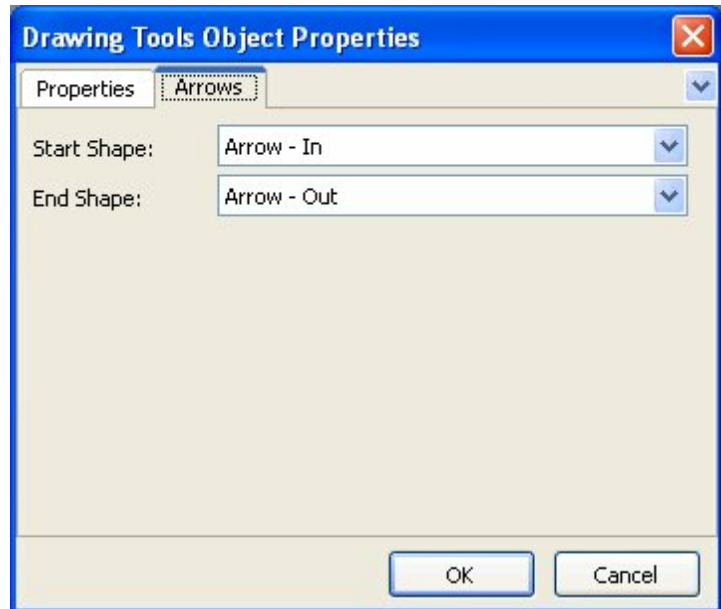 Drawing Tools Object Properties
Properties Arrows
Start Shape: Arrow - In
End Shape: Arrow - Out
OK Cancel